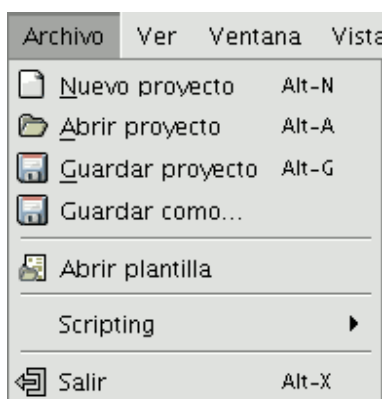 Archivo Ver Ventana Vista
Nuevo proyecto Alt-N
Abrir proyecto Alt-A
Guardar proyecto Alt-G
Guardar como...
Abrir plantilla
Scripting
Salir Alt-X